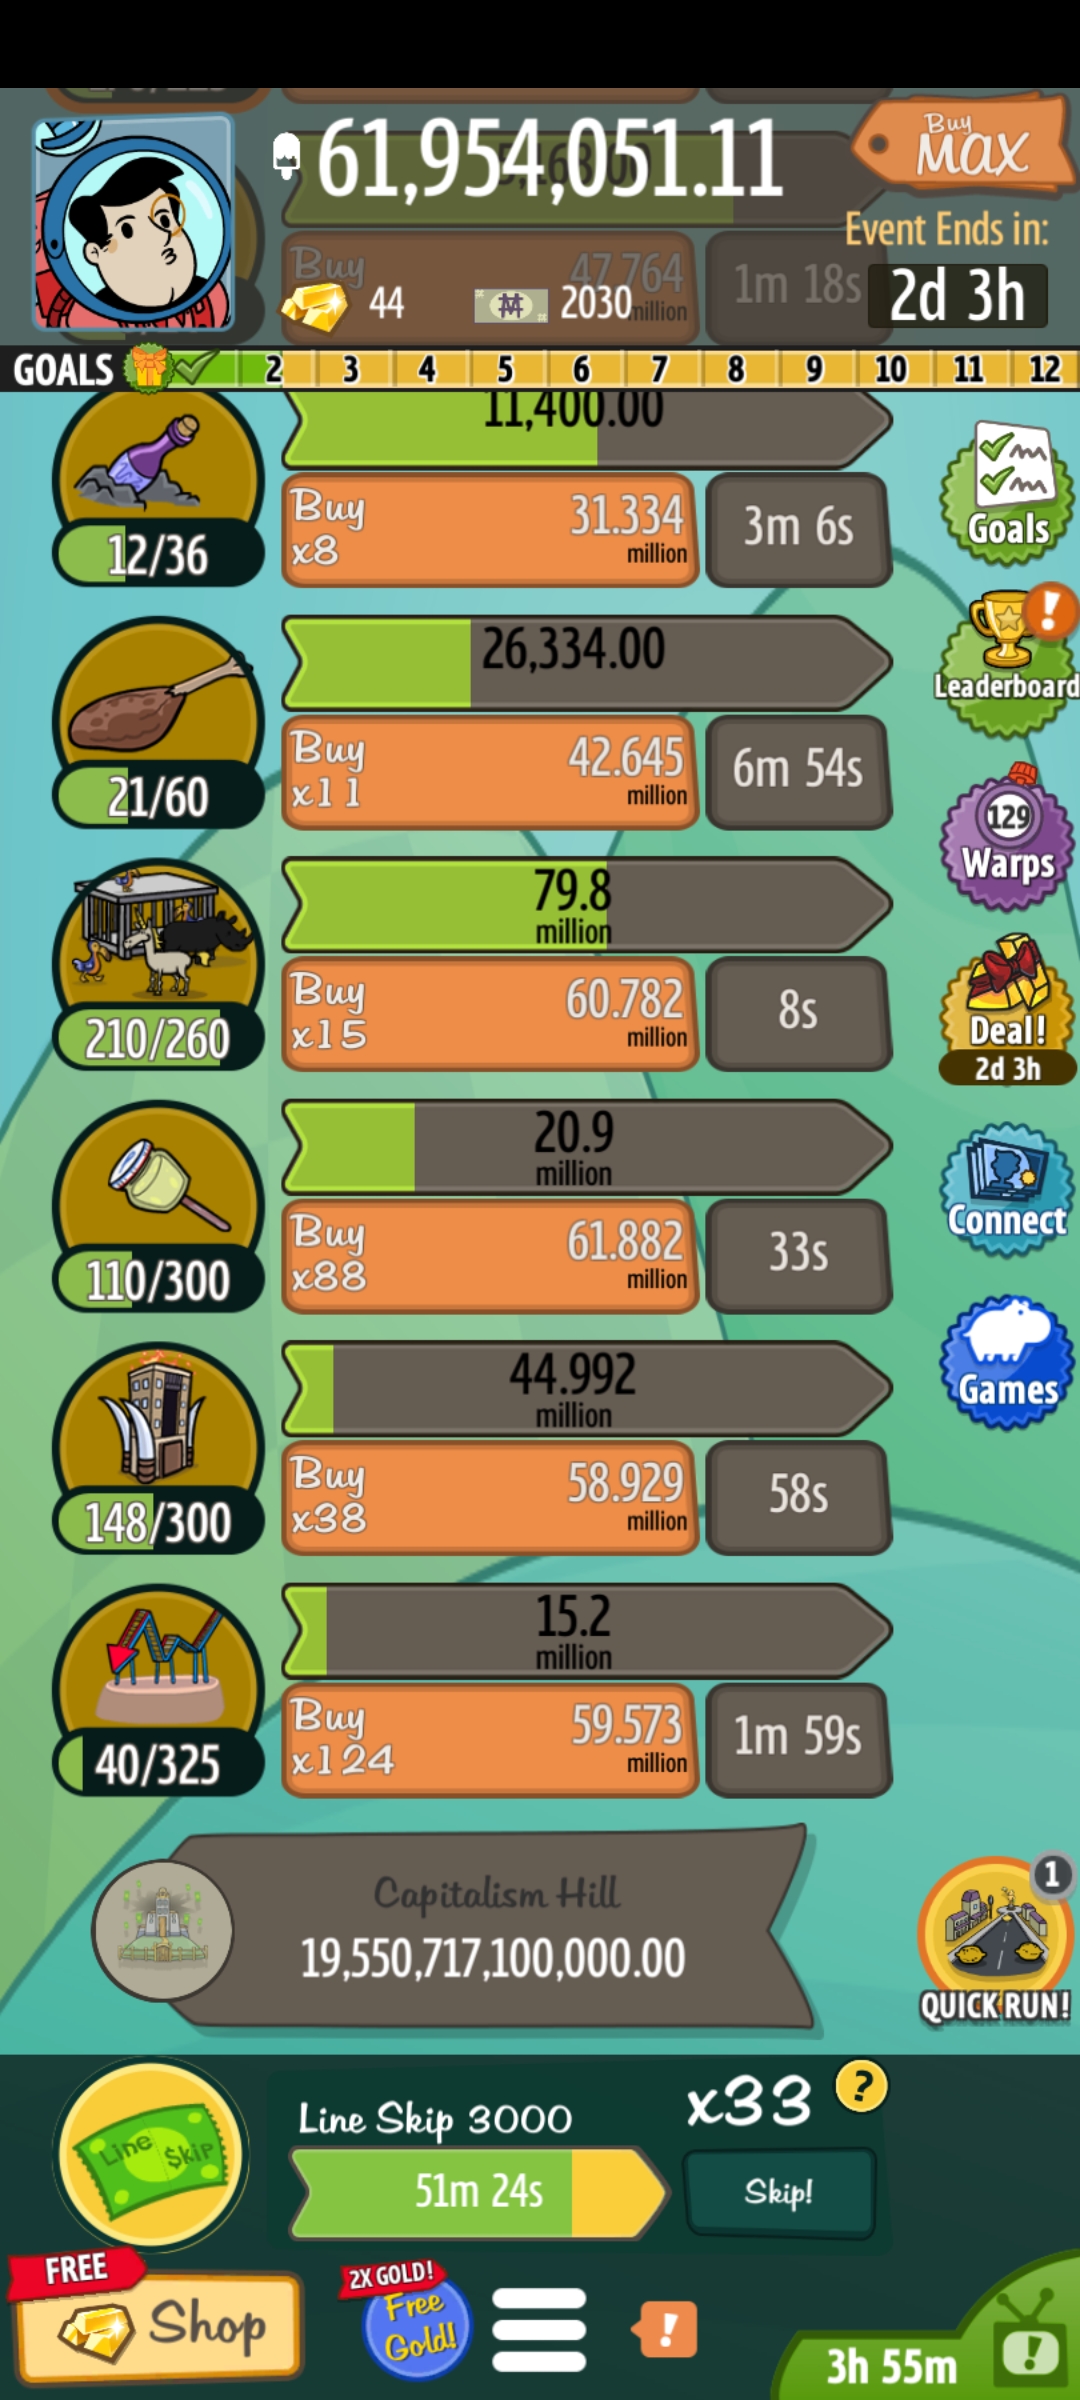 61,954,051.11
Buy
MAX
Event Ends in:
2d 3h
Buy
47.764
million
1m 18s
44
2030
GOALS
2
3
4
5
6
7
8
9
10
11
12
11,400.00
Buy
x8
31.334
million
3m 6s
12/36
Goals
Leaderboard
!
26,334.00
Buy
x11
42.645
million
6m 54s
21/60
129
Warps
79.8
million
Buy
x15
60.782
million
8s
210/260
Deal!
2d 3h
20.9
million
Buy
x88
61.882
million
33s
110/300
Connect
44.992
million
Buy
x38
58.929
million
58s
148/300
Games
15.2
million
Buy
x124
59.573
million
1m 59s
40/325
Capitalism Hill
19,550,717,100,000.00
1
QUICK RUN!
Line $kip
Line Skip 3000
x33
?
51m 24s
Skip!
FREE
Shop
2X GOLD!
Free
Gold!
!
3h 55m
!